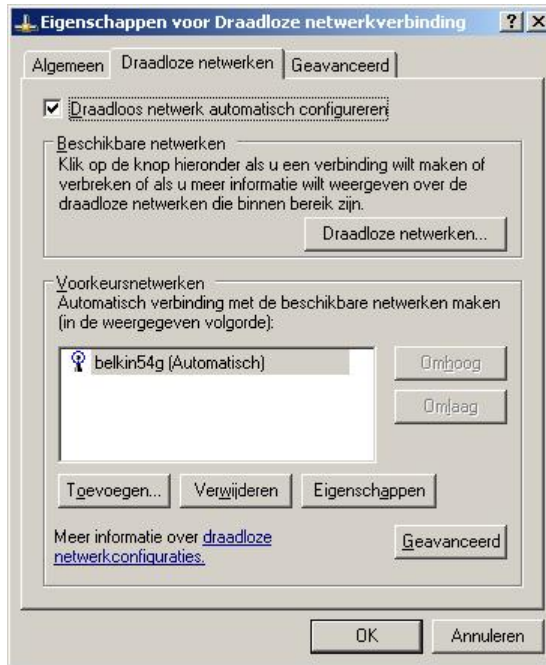 Eigenschappen voor Draadloze netwerkverbinding
Algemeen
Draadloze netwerken
Geavanceerd
Draadloos netwerk automatisch configureren
Beschikbare netwerken
Klik op de knop hieronder als u een verbinding wilt maken of
verbreken of als u meer informatie wilt weergeven over de
draadloze netwerken die binnen bereik zijn.
Draadloze netwerken...
Voorkeursnetwerken
Automatisch verbinding met de beschikbare netwerken maken
(in de weergegeven volgorde):
belkin54g (Automatisch)
Omhoog
Omlaag
Toevoegen...
Verwijderen
Eigenschappen
Meer informatie over draadloze
netwerkconfiguraties.
Geavanceerd
OK
Annuleren